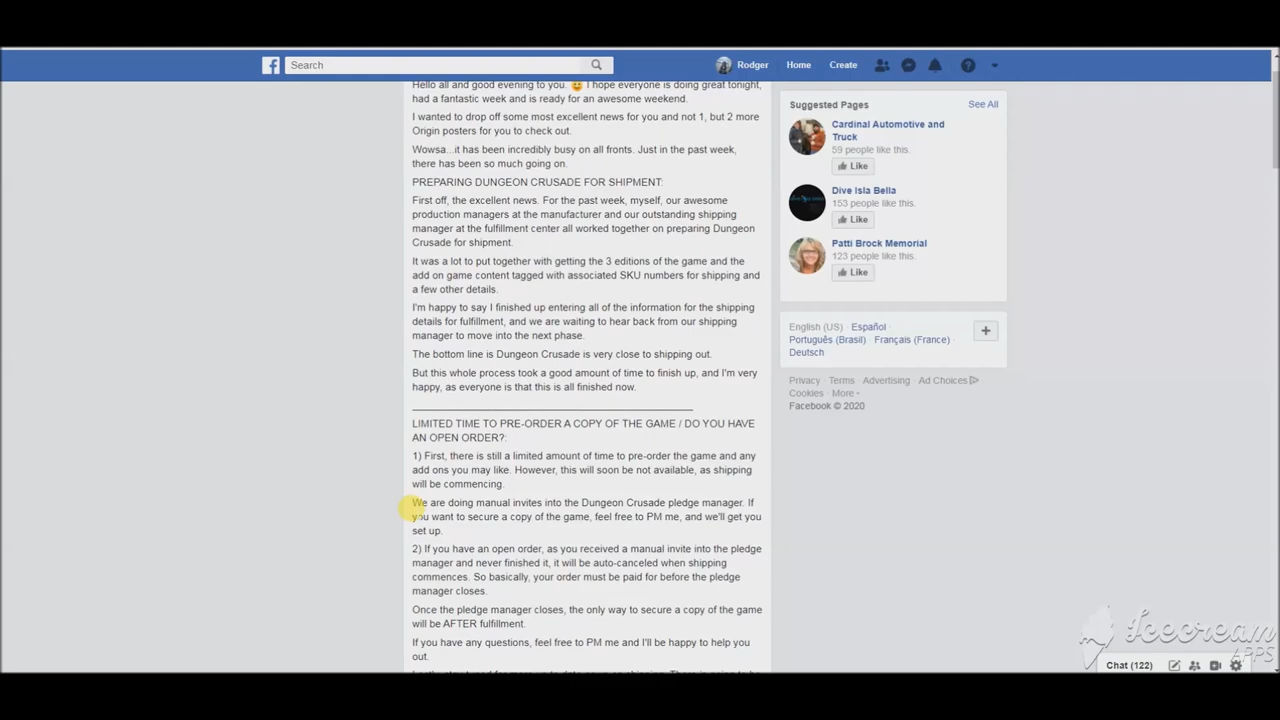 Search
Rodger
Home
Create
Hello all and good evening to you. I hope everyone is doing great tonight,
had a fantastic week and is ready for an awesome weekend.
I wanted to drop off some most excellent news for you and not 1, but 2 more
Origin posters for you to check out.
Wowsa...it has been incredibly busy on all fronts. Just in the past week,
there has been so much going on.
PREPARING DUNGEON CRUSADE FOR SHIPMENT:
First off, the excellent news. For the past week, myself, our awesome
production managers at the manufacturer and our outstanding shipping
manager at the fulfillment center all worked together on preparing Dungeon
Crusade for shipment.
It was a lot to put together with getting the 3 editions of the game and the
add on game content tagged with associated SKU numbers for shipping and
a few other details.
I'm happy to say I finished up entering all of the information for the shipping
details for fulfillment, and we are waiting to hear back from our shipping
manager to move into the next phase.
The bottom line is Dungeon Crusade is very close to shipping out.
But this whole process took a good amount of time to finish up, and I'm very
happy, as everyone is that this is all finished now.
LIMITED TIME TO PRE-ORDER A COPY OF THE GAME / DO YOU HAVE
AN OPEN ORDER?:
1) First, there is still a limited amount of time to pre-order the game and any
add ons you may like. However, this will soon be not available, as shipping
will be commencing.
We are doing manual invites into the Dungeon Crusade pledge manager. If
you want to secure a copy of the game, feel free to PM me, and we'll get you
set up.
2) If you have an open order, as you received a manual invite into the pledge
manager and never finished it, it will be auto-canceled when shipping
commences. So basically, your order must be paid for before the pledge
manager closes.
Once the pledge manager closes, the only way to secure a copy of the game
will be AFTER fulfillment.
If you have any questions, feel free to PM me and I'll be happy to help you
out.
Suggested Pages
See All
Cardinal Automotive and
Truck
59 people like this.
Like
Dive Isla Bella
153 people like this.
Like
Patti Brock Memorial
123 people like this.
Like
English (US) · Español ·
Português (Brasil) · Français (France) ·
Deutsch
Privacy · Terms · Advertising · Ad Choices ·
Cookies · More
Facebook © 2020
Icecream
APPS
Chat (122)